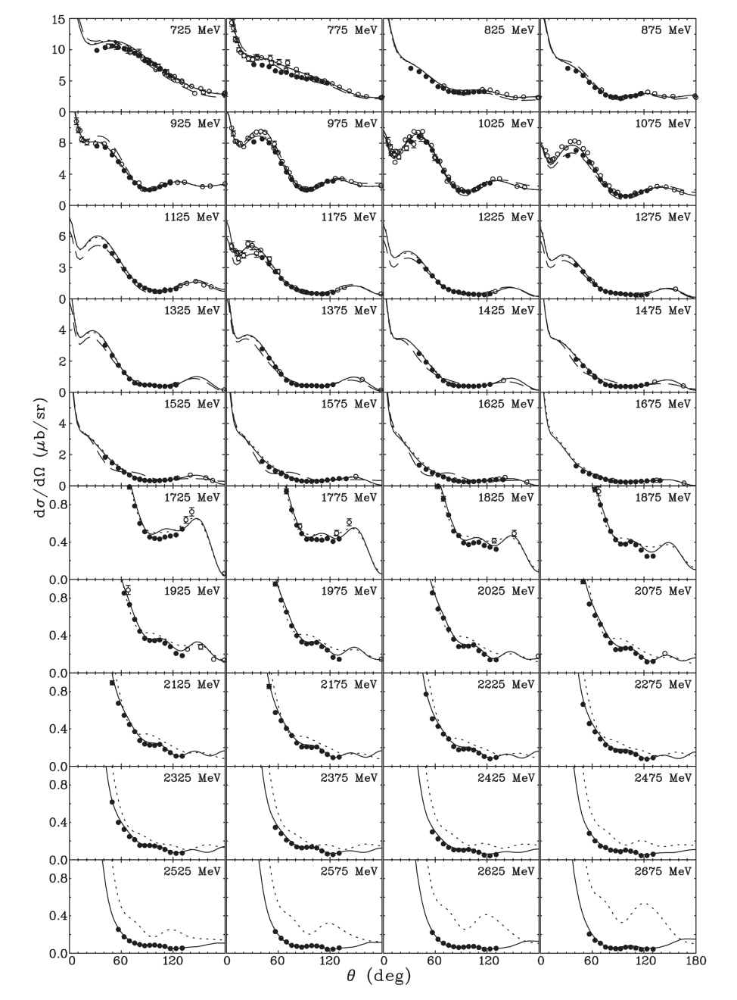 15 725 MeV 775 MeV 825 MeV 875 MeV
10
5
0
8 925 MeV 975 MeV 1025 MeV 1075 MeV
4
0
6 1125 MeV 1175 MeV 1225 MeV 1275 MeV
3
0
4 1325 MeV 1375 MeV 1425 MeV 1475 MeV
2
0
4 1525 MeV 1575 MeV 1625 MeV 1675 MeV
2
0
dσ/dΩ (μb/sr)
0.8 1725 MeV 1775 MeV 1825 MeV 1875 MeV
0.4
0.0
0.8 1925 MeV 1975 MeV 2025 MeV 2075 MeV
0.4
0.0
0.8 2125 MeV 2175 MeV 2225 MeV 2275 MeV
0.4
0.0
0.8 2325 MeV 2375 MeV 2425 MeV 2475 MeV
0.4
0.0
0.8 2525 MeV 2575 MeV 2625 MeV 2675 MeV
0.4
0.0
0 60 120 0 60 120 0 60 120 0 60 120 180
θ (deg)